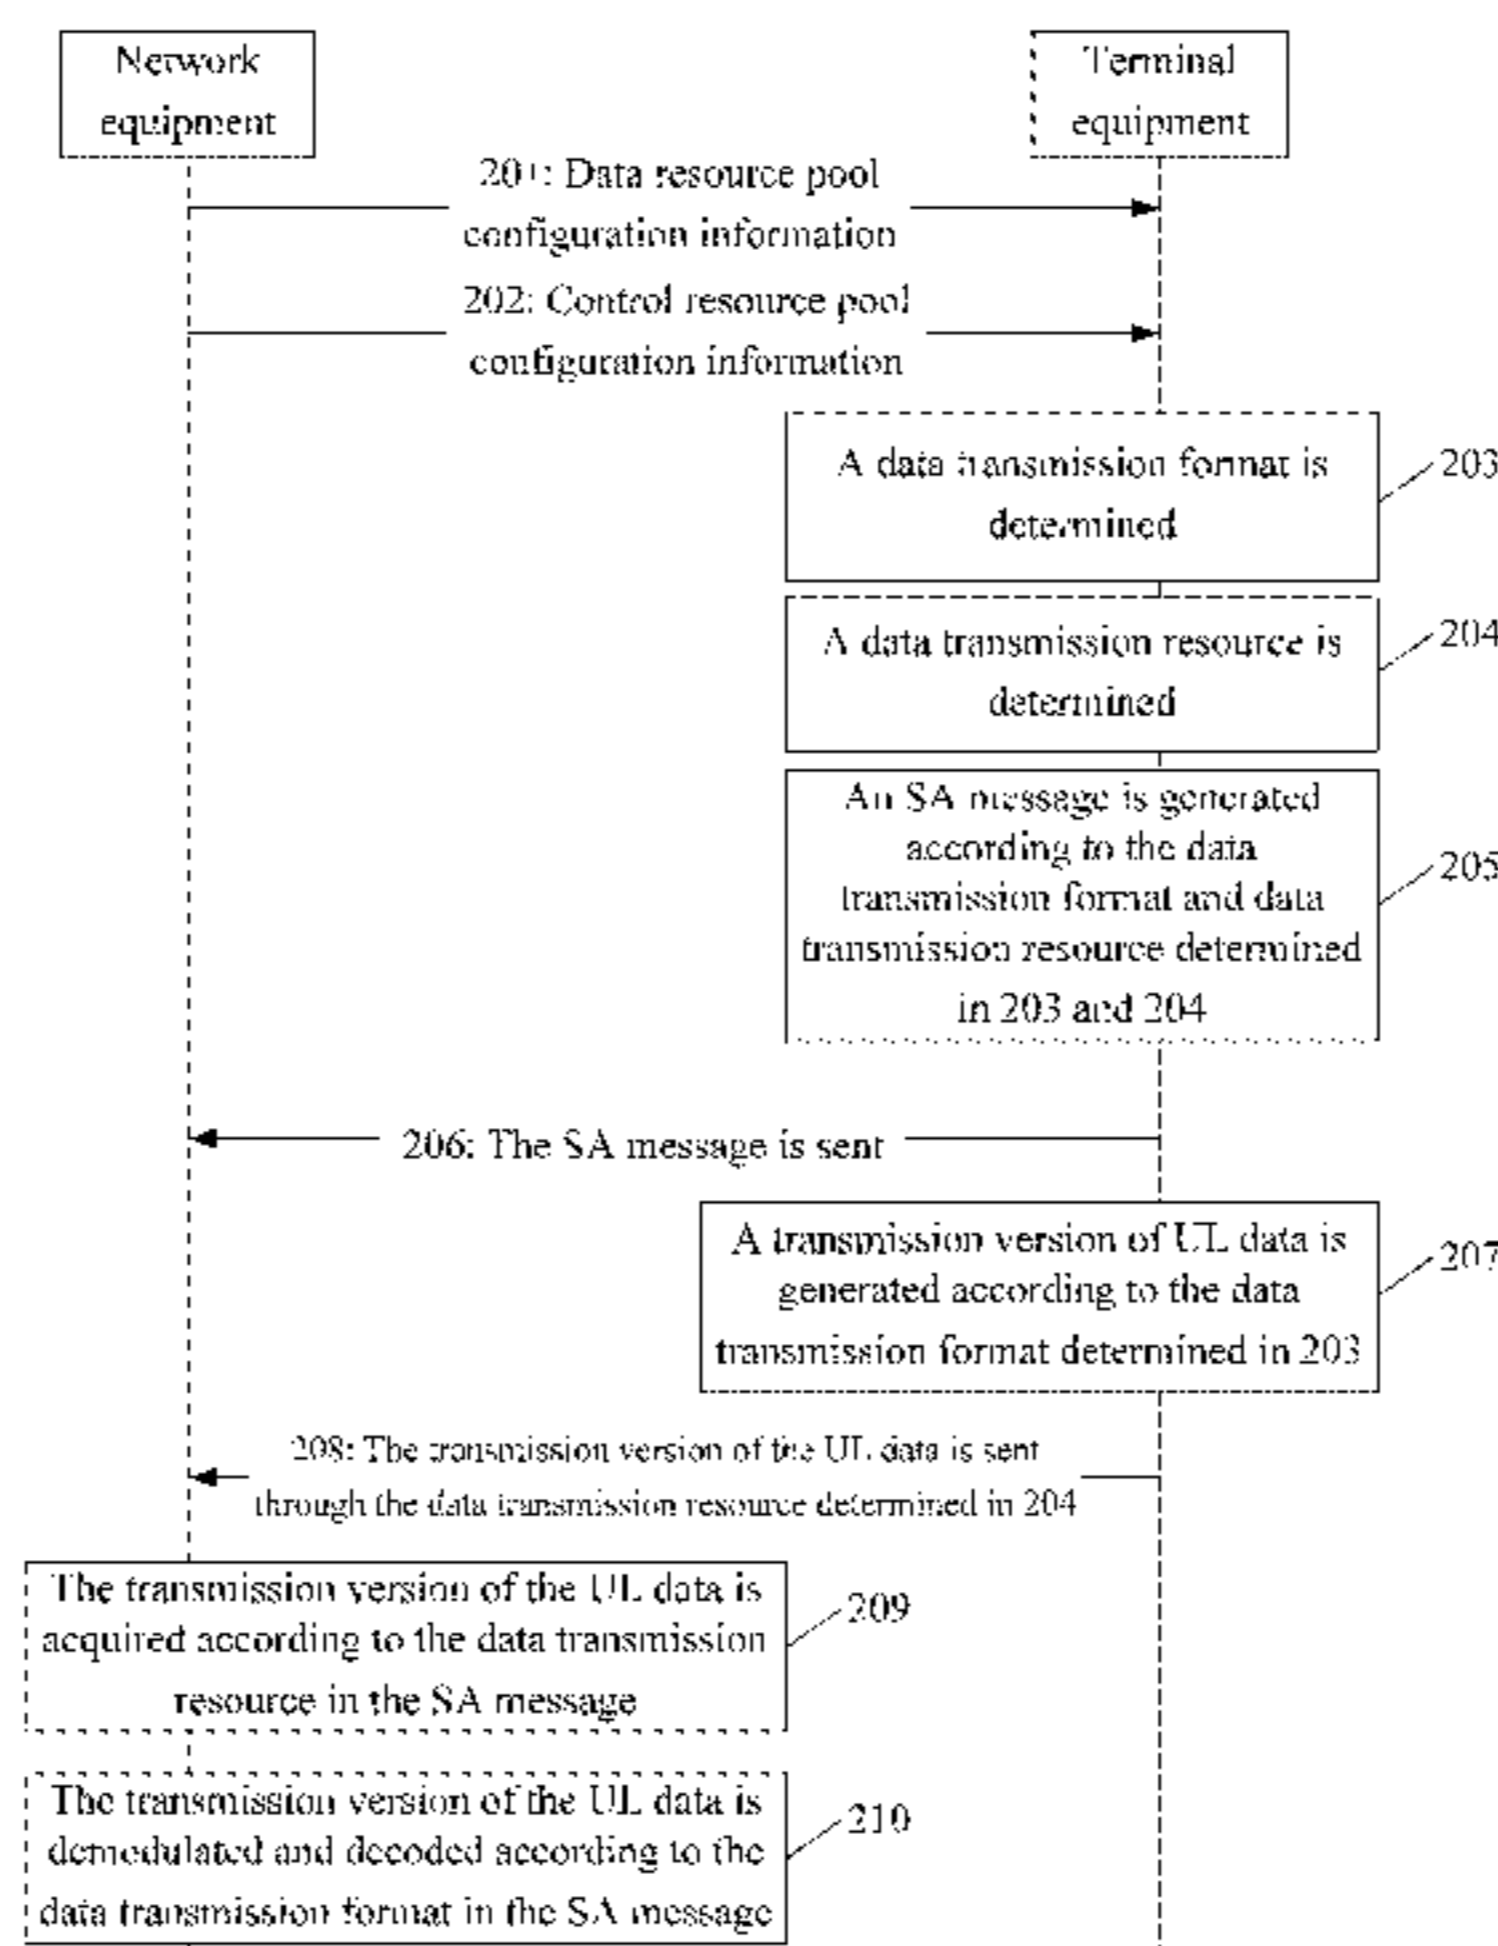 Network
equipment
Terminal
equipment
201: Data resource pool
configuration information
202: Control resource pool
configuration information
A data transmission format is
determined
203
A data transmission resource is
determined
204
An SA message is generated
according to the data
transmission format and data
transmission resource determined
in 203 and 204
205
206: The SA message is sent
A transmission version of UL data is
generated according to the data
transmission format determined in 203
207
208: The transmission version of the UL data is sent
through the data transmission resource determined in 204
The transmission version of the UL data is
acquired according to the data transmission
resource in the SA message
209
The transmission version of the UL data is
demodulated and decoded according to the
data transmission format in the SA message
210